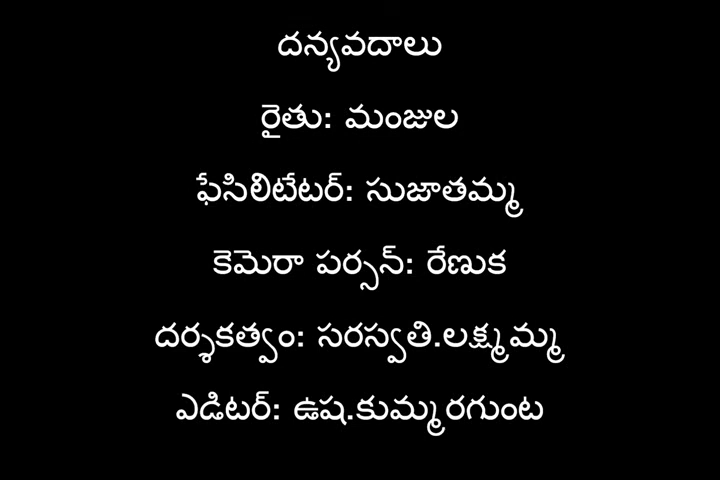 దన్యవదాలు
రైతు: మంజుల
ఫేసిలిటేటర్: సుజాతమ్మ
కెమెరా పర్సన్: రేణుక
దర్శకత్వం: సరస్వతి.లక్ష్మమ్మ
ఎడిటర్: ఉష.కుమ్మరగుంట